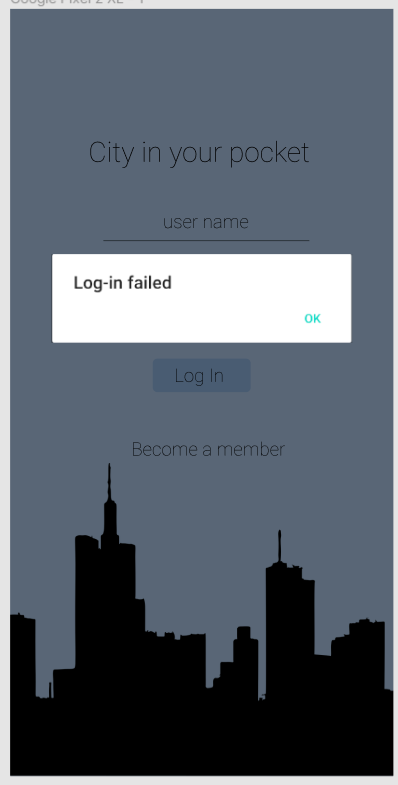 Google Pixel 2 XL – 1
City in your pocket
user name
Log-in failed
OK
Log In
Become a member